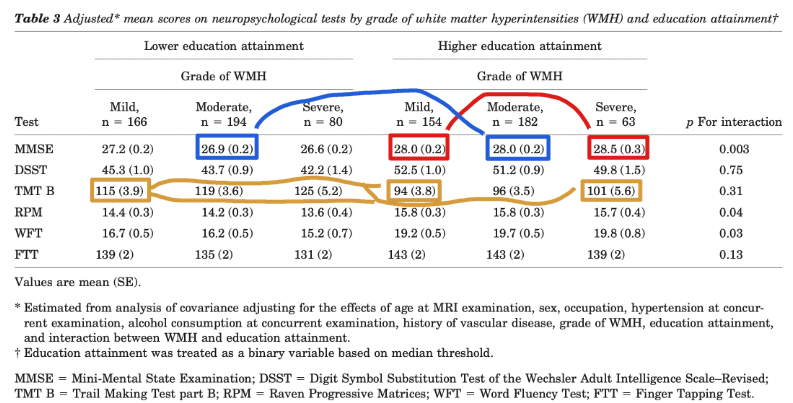 Table 3 Adjusted* mean scores on neuropsychological tests by grade of white matter hyperintensities (WMH) and education attainment†
Lower education attainment Higher education attainment
Grade of WMH Grade of WMH
Test Mild, n = 166 Moderate, n = 194 Severe, n = 80 Mild, n = 154 Moderate, n = 182 Severe, n = 63 p For interaction
MMSE 27.2 (0.2) 26.9 (0.2) 26.6 (0.2) 28.0 (0.2) 28.0 (0.2) 28.5 (0.3) 0.003
DSST 45.3 (1.0) 43.7 (0.9) 42.2 (1.4) 52.5 (1.0) 51.2 (0.9) 49.8 (1.5) 0.75
TMT B 115 (3.9) 119 (3.6) 125 (5.2) 94 (3.8) 96 (3.5) 101 (5.6) 0.31
RPM 14.4 (0.3) 14.2 (0.3) 13.6 (0.4) 15.8 (0.3) 15.8 (0.3) 15.7 (0.4) 0.04
WFT 16.7 (0.5) 16.2 (0.5) 15.2 (0.7) 19.2 (0.5) 19.7 (0.5) 19.8 (0.8) 0.03
FTT 139 (2) 135 (2) 131 (2) 143 (2) 143 (2) 139 (2) 0.13
Values are mean (SE).
* Estimated from analysis of covariance adjusting for the effects of age at MRI examination, sex, occupation, hypertension at concur-
rent examination, alcohol consumption at concurrent examination, history of vascular disease, grade of WMH, education attainment,
and interaction between WMH and education attainment.
† Education attainment was treated as a binary variable based on median threshold.
MMSE = Mini-Mental State Examination; DSST = Digit Symbol Substitution Test of the Wechsler Adult Intelligence Scale–Revised;
TMT B = Trail Making Test part B; RPM = Raven Progressive Matrices; WFT = Word Fluency Test; FTT = Finger Tapping Test.